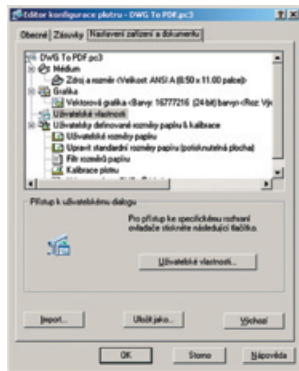 Editor konfigurace plotru - DWG To PDF.pc3
Obecné Zásuvky Nastavení zařízení a dokumentu
DWG To PDF.pc3
Médium
Zdroj a rozměr <Velikost: ANSI A (8.50 x 11.00 palce)>
Grafika
Vektorová grafika <Barvy: 16777216 (24 bit) barvy> <Roz: Výc
Uživatelské vlastnosti
Uživatelsky definované rozměry papíru & kalibrace
Uživatelské rozměry papíru
Upravit standardní rozměry papíru (potisknutelná plocha)
Filtr rozměrů papíru
Kalibrace plotru
Přístup k uživatelskému dialogu
Pro přístup ke specifickému rozhraní
ovladače stiskněte následující tlačítko.
Uživatelské vlastnosti...
Import... Uložit jako... Výchozí
OK Storno Nápověda